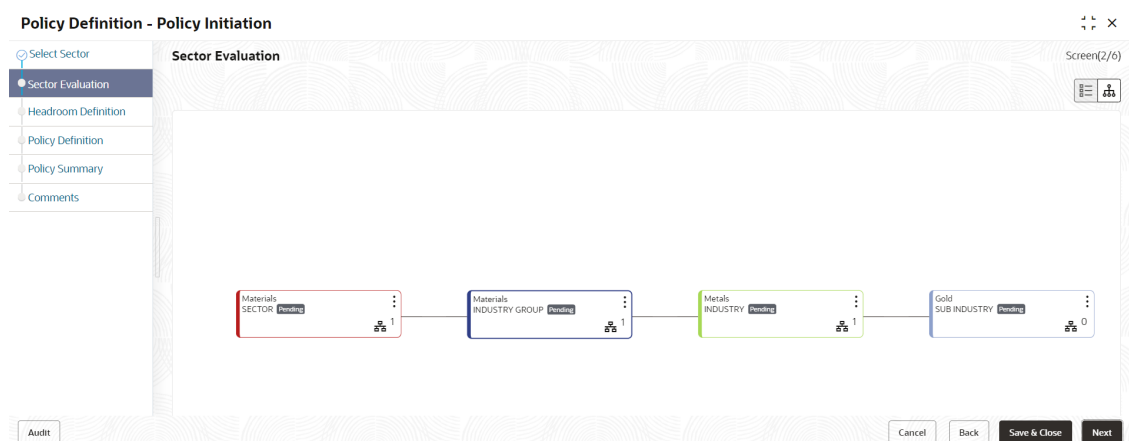 Policy Definition - Policy Initiation
Select Sector
Sector Evaluation
Headroom Definition
Policy Definition
Policy Summary
Comments
Sector Evaluation
Screen(2/6)
Materials
SECTOR Pending
1
Materials
INDUSTRY GROUP Pending
1
Metals
INDUSTRY Pending
1
Gold
SUB INDUSTRY Pending
0
Audit
Cancel
Back
Save & Close
Next